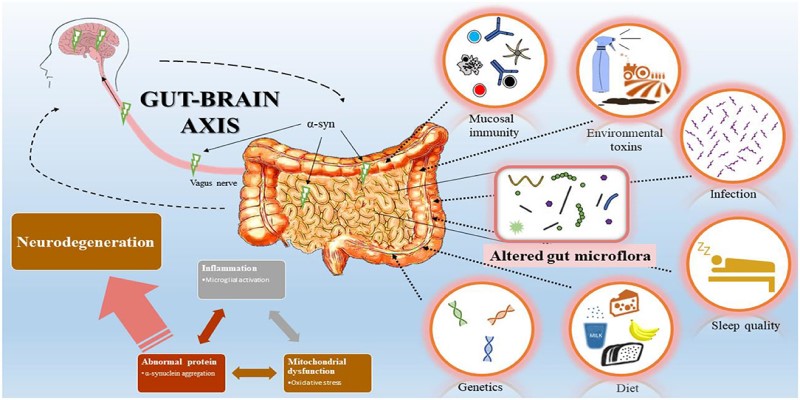 GUT-BRAIN
AXIS
α-syn
Vagus nerve
Mucosal
immunity
Environmental
toxins
Infection
Altered gut microflora
ZZ
Sleep quality
MILK
Diet
Genetics
Neurodegeneration
Inflammation
•Microglial activation
Abnormal protein
•α-synuclein aggregation
Mitochondrial
dysfunction
•Oxidative stress